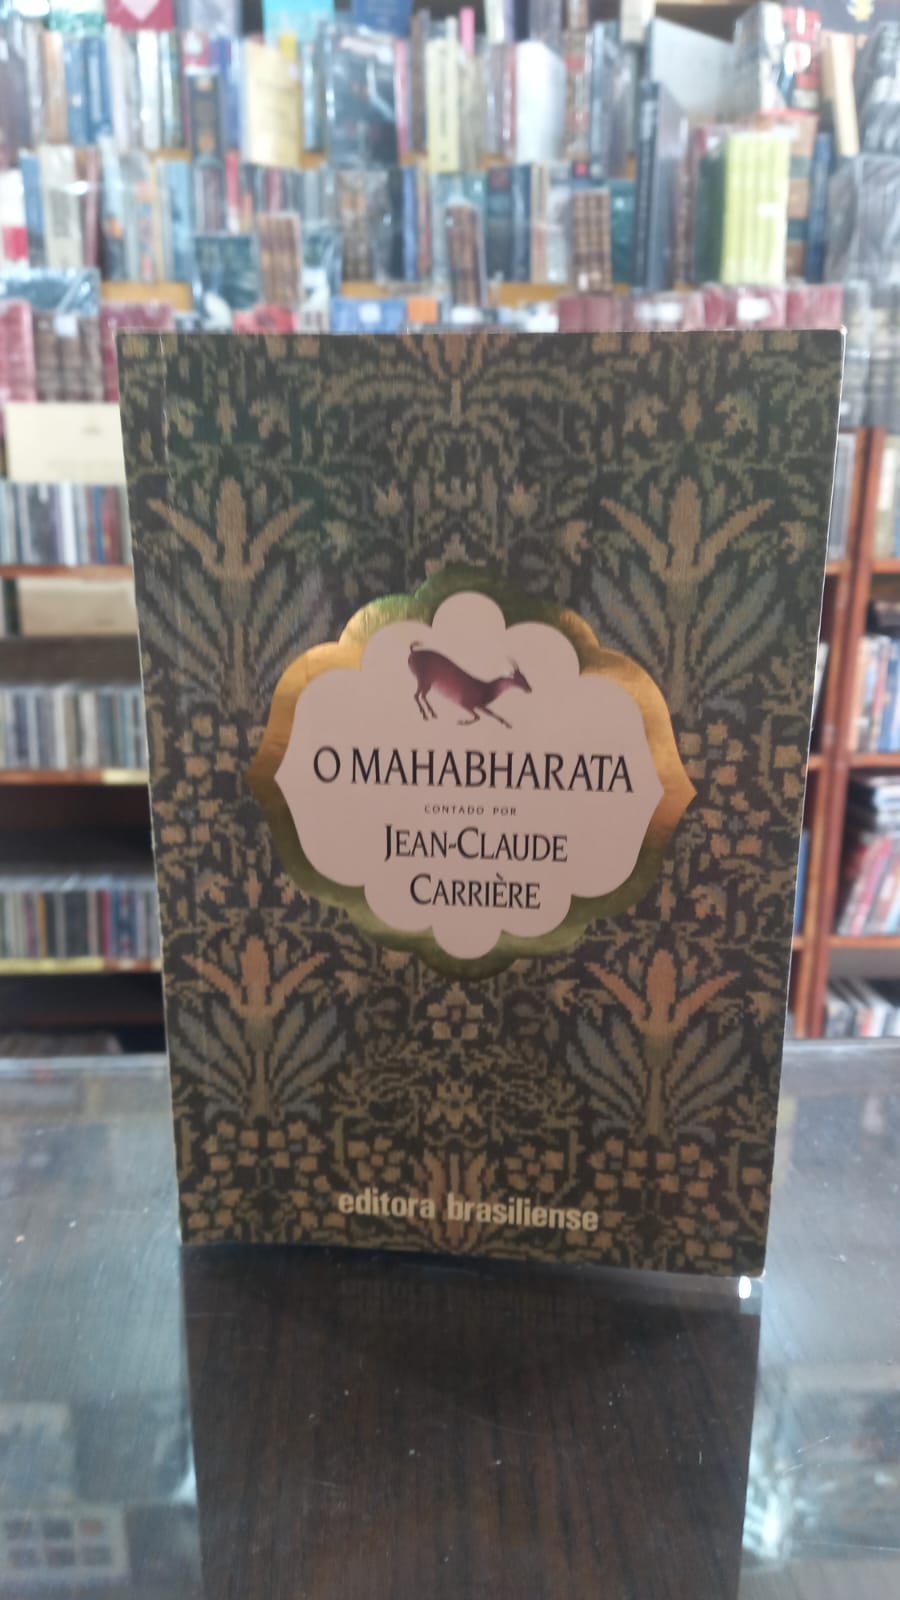 O MAHABHARATA
CONTADO POR
JEAN-CLAUDE
CARRIÈRE
editora brasiliense